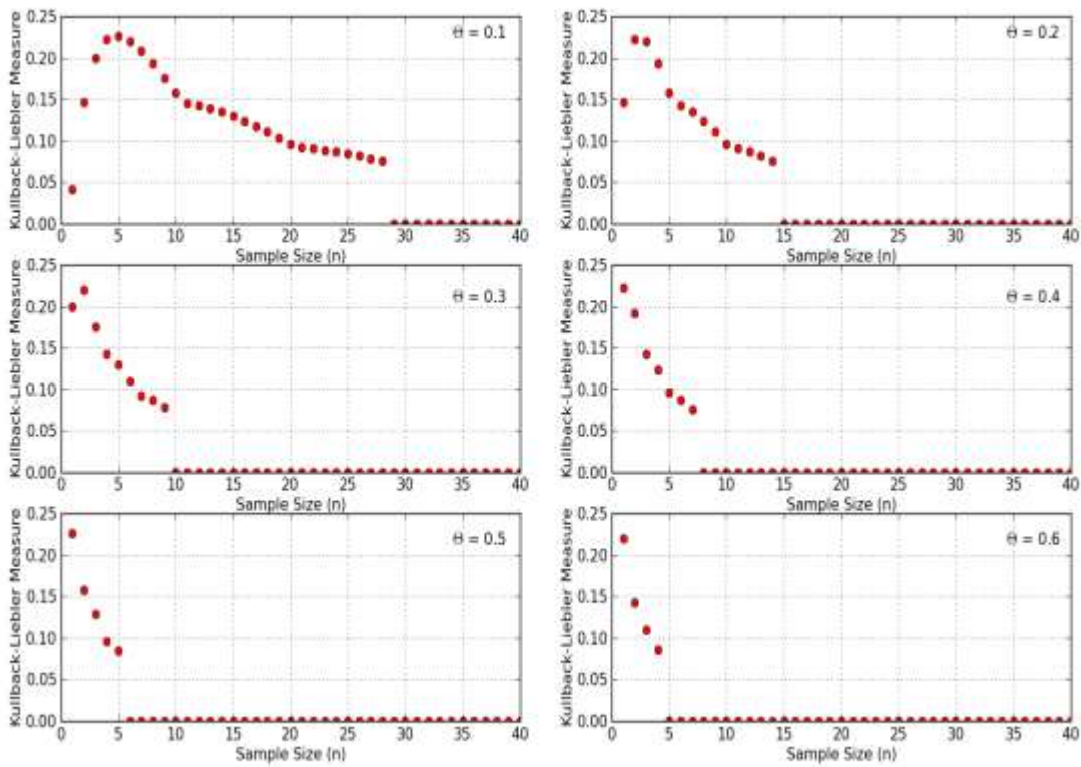 Kullback-Liebler Measure
0.25
0.20
0.15
0.10
0.05
0.00
Θ = 0.1
0 5 10 15 20 25 30 35 40
Sample Size (n)
Kullback-Liebler Measure
0.25
0.20
0.15
0.10
0.05
0.00
Θ = 0.2
0 5 10 15 20 25 30 35 40
Sample Size (n)
Kullback-Liebler Measure
0.25
0.20
0.15
0.10
0.05
0.00
Θ = 0.3
0 5 10 15 20 25 30 35 40
Sample Size (n)
Kullback-Liebler Measure
0.25
0.20
0.15
0.10
0.05
0.00
Θ = 0.4
0 5 10 15 20 25 30 35 40
Sample Size (n)
Kullback-Liebler Measure
0.25
0.20
0.15
0.10
0.05
0.00
Θ = 0.5
0 5 10 15 20 25 30 35 40
Sample Size (n)
Kullback-Liebler Measure
0.25
0.20
0.15
0.10
0.05
0.00
Θ = 0.6
0 5 10 15 20 25 30 35 40
Sample Size (n)